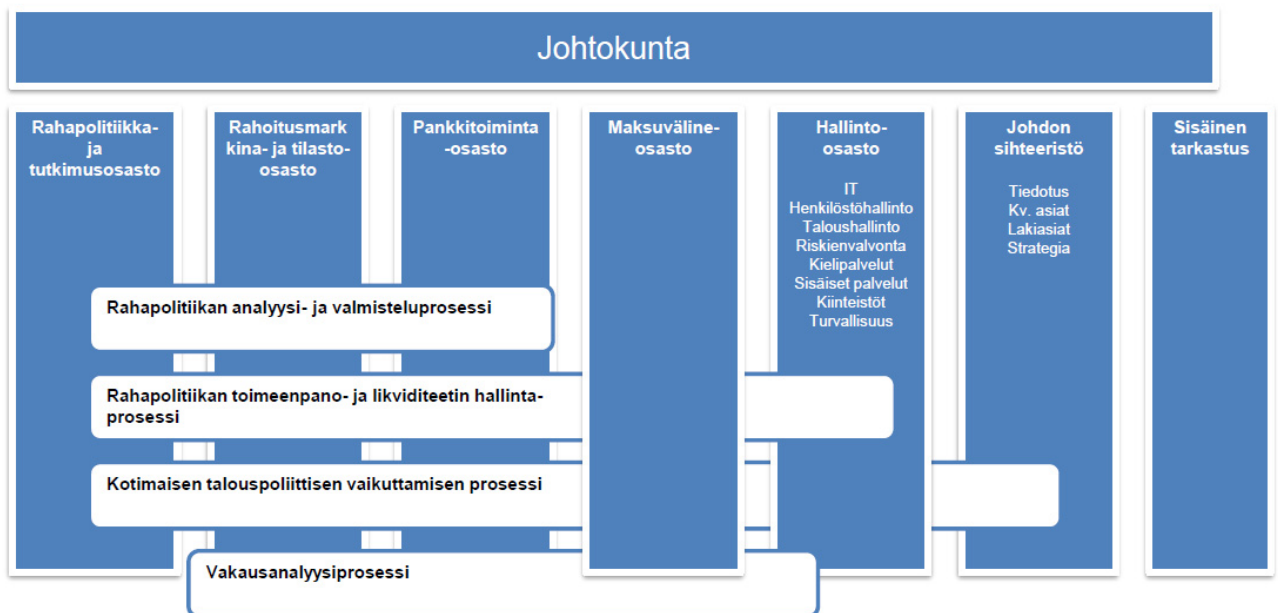 Johtokunta
Rahapolitiikka-
ja
tutkimusosasto
Rahoitusmark
kina- ja tilasto-
osasto
Pankkitoiminta
-osasto
Maksuväline-
osasto
Hallinto-
osasto
IT
Henkilöstöhallinto
Taloushallinto
Riskienvalvonta
Kielipalvelut
Sisäiset palvelut
Kiinteistöt
Turvallisuus
Johdon
sihteeristö
Tiedotus
Kv. asiat
Lakiasiat
Strategia
Sisäinen
tarkastus
Rahapolitiikan analyysi- ja valmisteluprosessi
Rahapolitiikan toimeenpano- ja likviditeetin hallinta-
prosessi
Kotimaisen talouspoliittisen vaikuttamisen prosessi
Vakausanalyysiprosessi